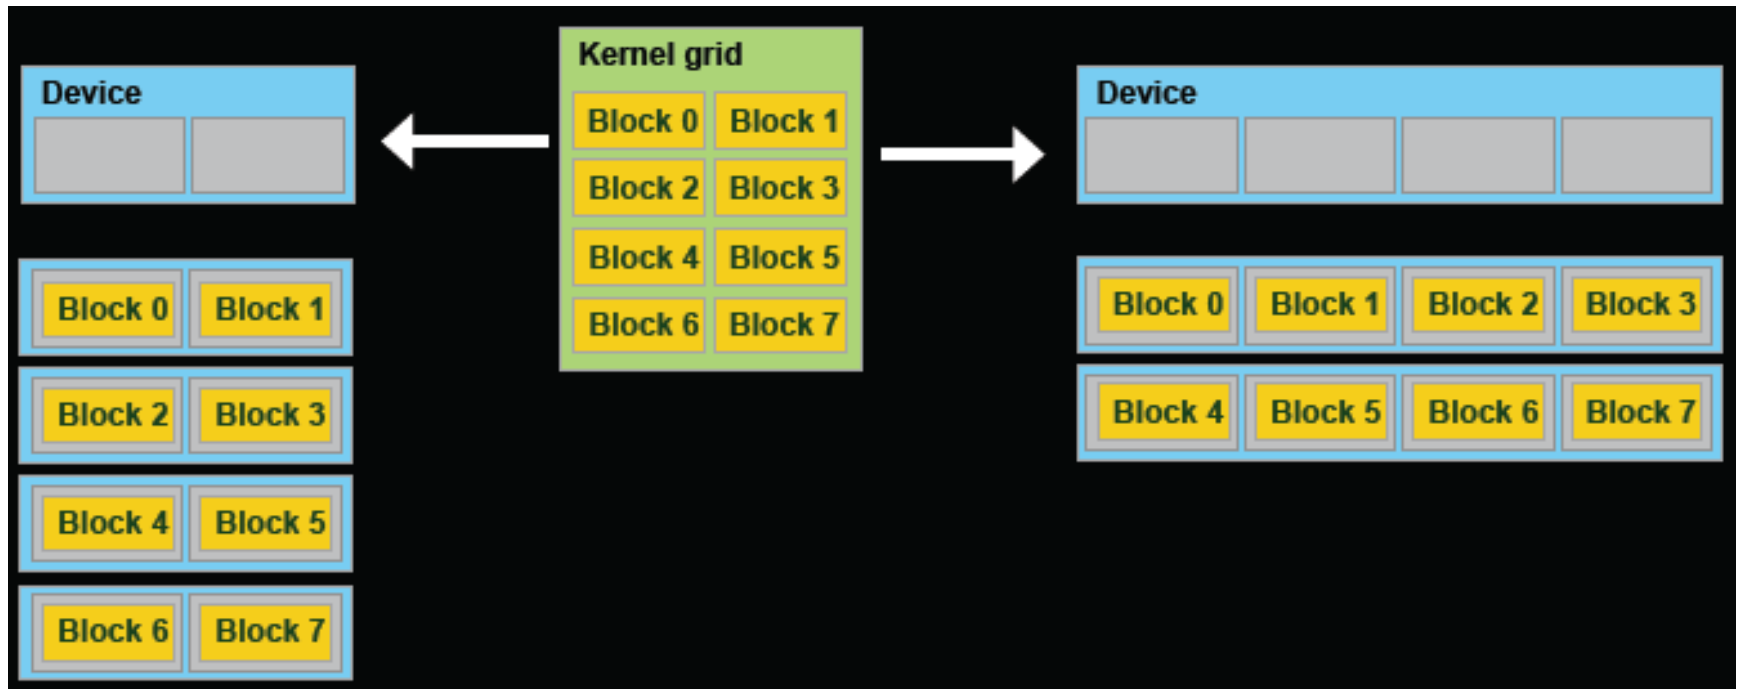 Kernel grid
Block 0 Block 1
Block 2 Block 3
Block 4 Block 5
Block 6 Block 7
Device
Block 0 Block 1
Block 2 Block 3
Block 4 Block 5
Block 6 Block 7
Device
Block 0 Block 1 Block 2 Block 3
Block 4 Block 5 Block 6 Block 7